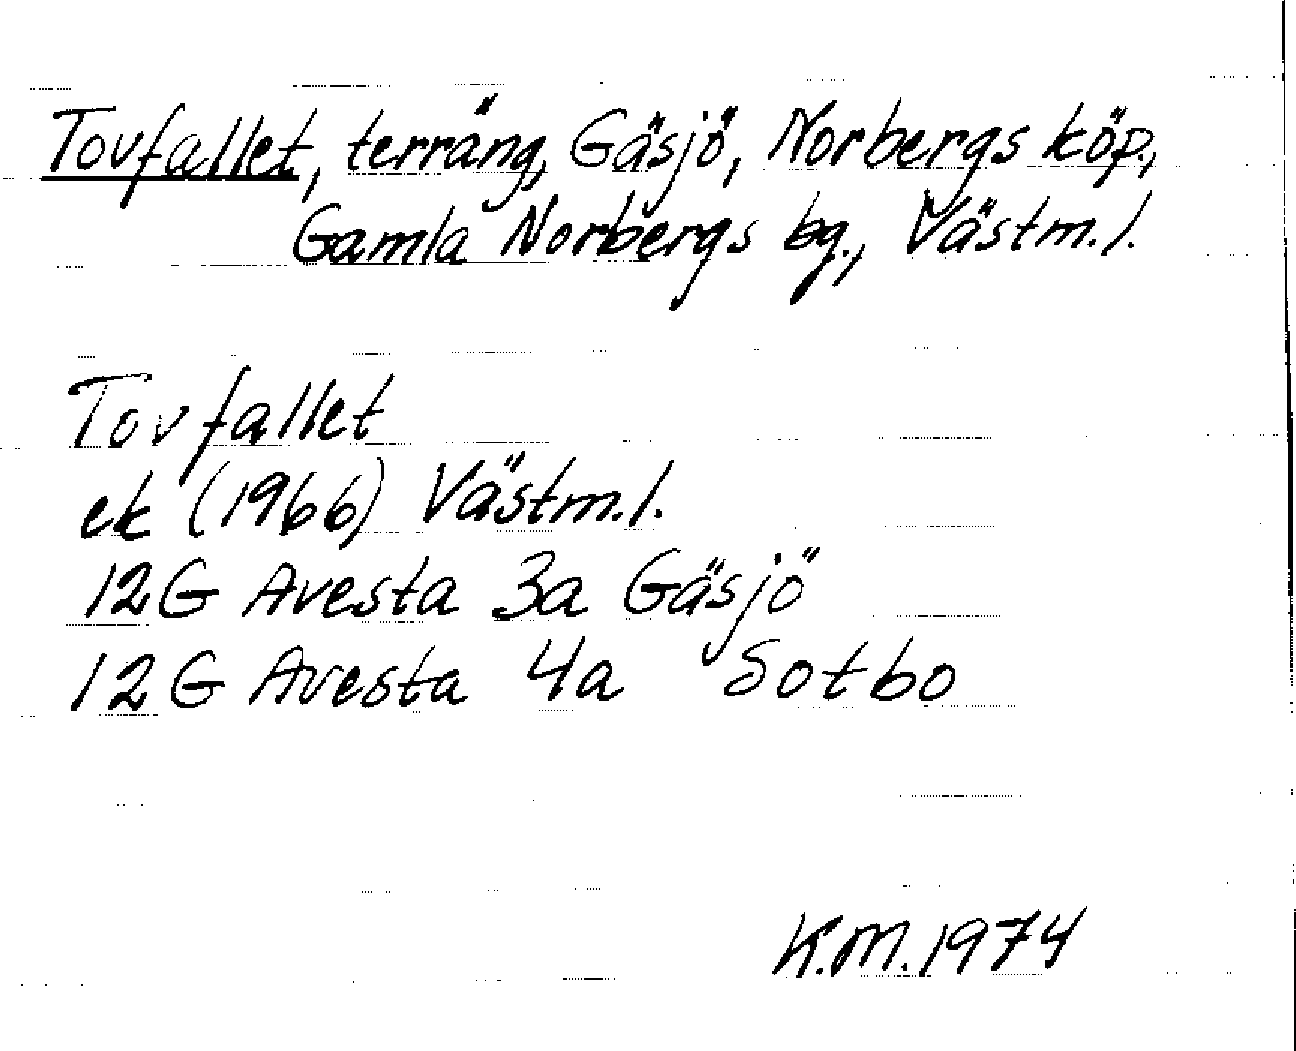 Tovfallet, terräng, Gäsjö, Norbergs köp.,
Gamla Norbergs bg., Västm.l.
Tovfallet
ek (1966) Västm.l.
12G Avesta 3a Gäsjö
12G Avesta 4a Sotbo
K.M.1974